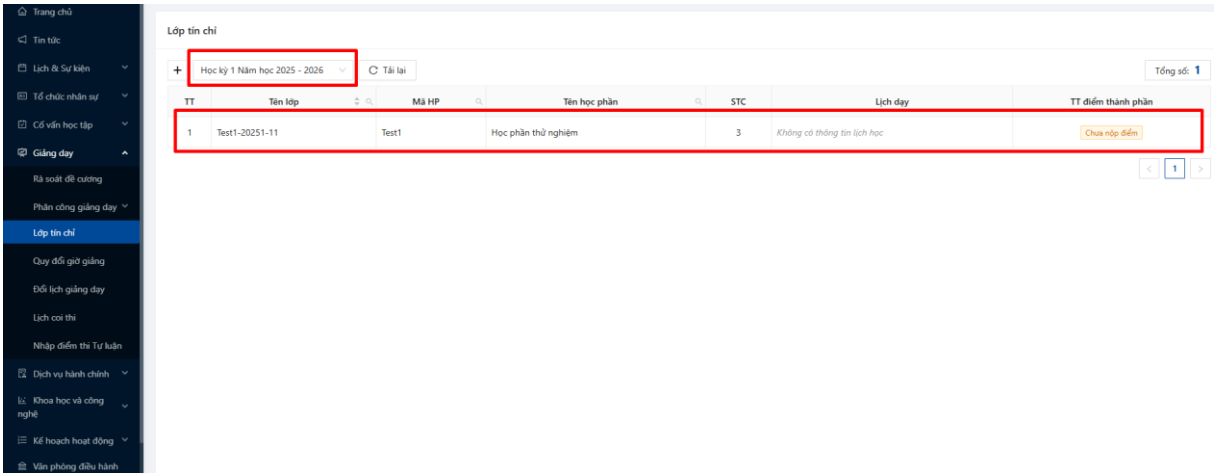 Trang chủ
Tin tức
Lịch & Sự kiện
Tổ chức nhân sự
Cố vấn học tập
Giảng dạy
Rà soát đề cương
Phân công giảng dạy
Lớp tín chỉ
Quy đổi giờ giảng
Đổi lịch giảng dạy
Lịch coi thi
Nhập điểm thi Tự luận
Dịch vụ hành chính
Khoa học và công
nghệ
Kế hoạch hoạt động
Văn phòng điều hành
Lớp tín chỉ
+ Học kỳ 1 Năm học 2025 - 2026 Tải lại Tổng số: 1
TT Tên lớp Mã HP Tên học phần STC Lịch dạy TT điểm thành phần
1 Test1-20251-11 Test1 Học phần thử nghiệm 3 Không có thông tin lịch học Chưa nộp điểm
< 1 >